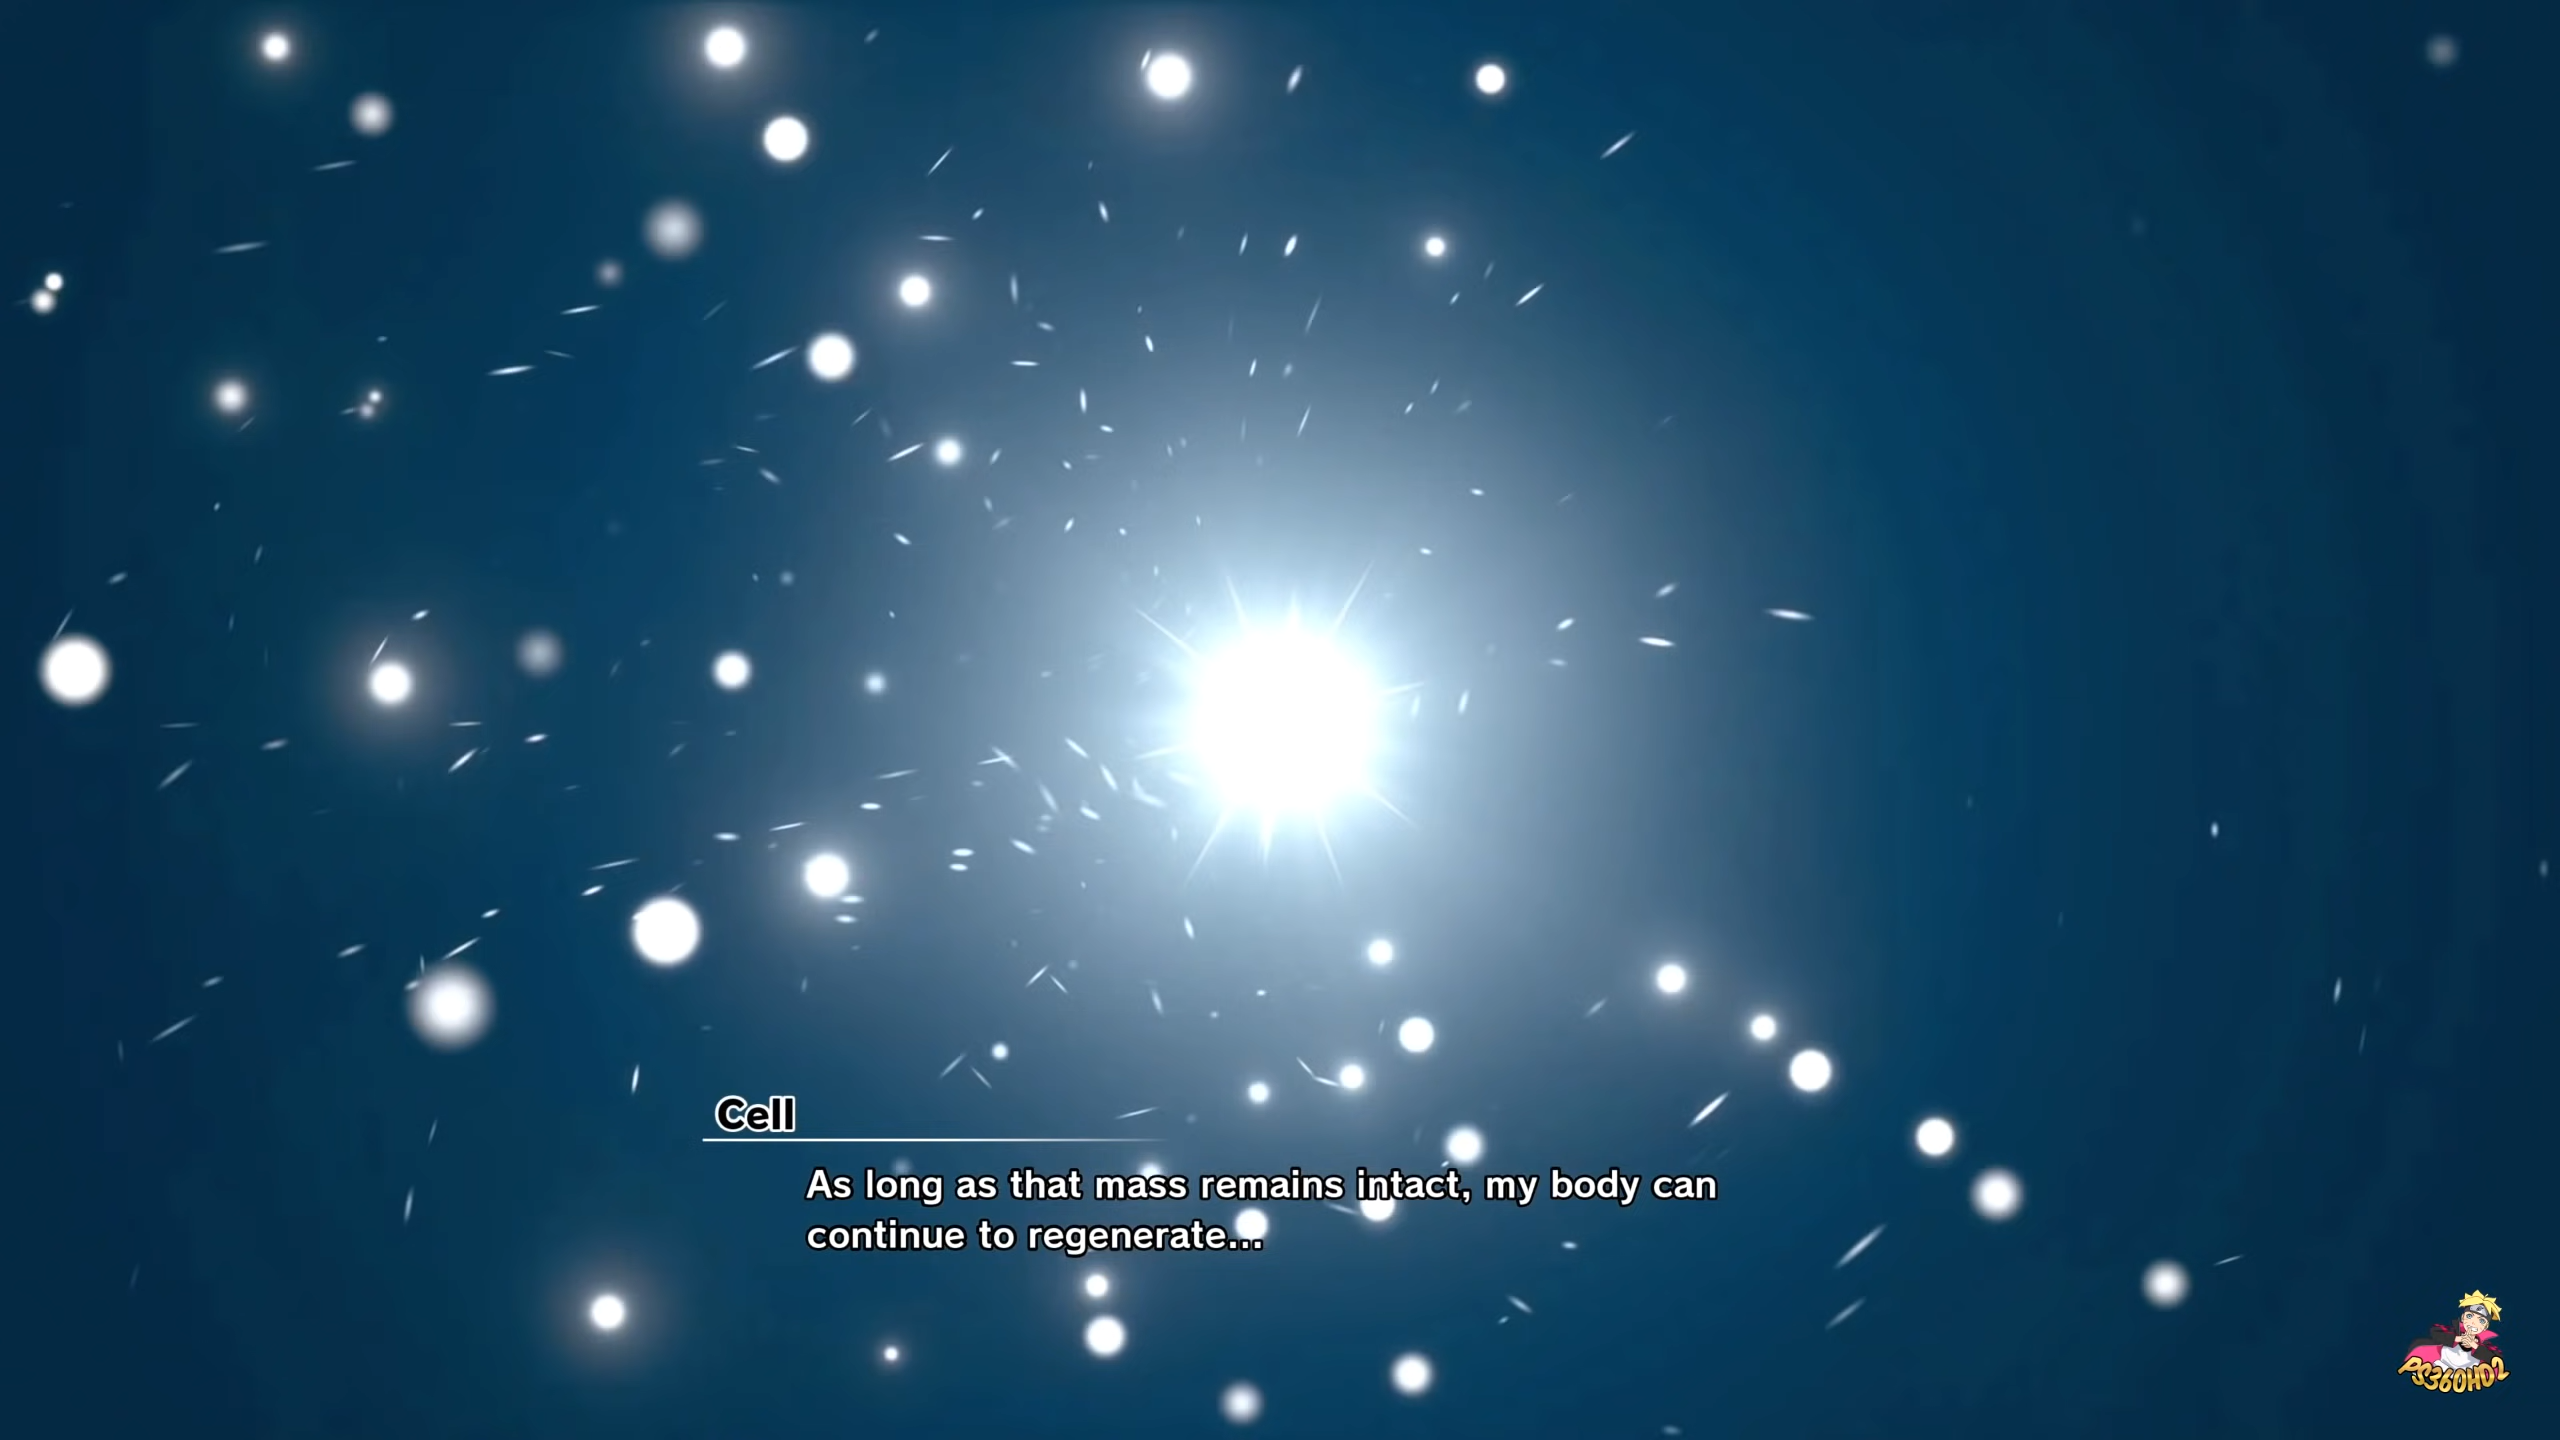 Cell
As long as that mass remains intact, my body can
continue to regenerate...
PS360HD2